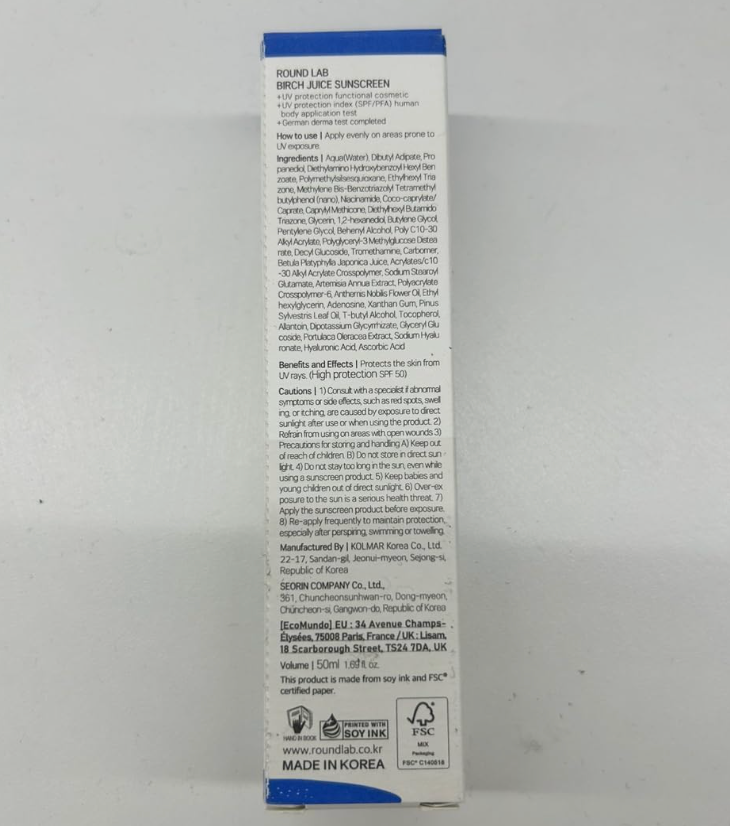 ROUND LAB
BIRCH JUICE SUNSCREEN
+UV protection functional cosmetic
+UV protection index (SPF/PFA) human
body application test
+German derma test completed
How to use | Apply evenly on areas prone to
UV exposure.
Ingredients | Aqua(Water), Dibutyl Adipate, Pro
panediol, Diethylamino Hydroxybenzoyl Hexyl Ben
zoate, Polymethylsilsesquioxane, Ethylhexyl Tria
zone, Methylene Bis-Benzotriazolyl Tetramethyl
butylphenol (nano), Niacinamide, Coco-caprylate/
Caprate, Caprylyl Methicone, Diethylhexyl Butamido
Triazone, Glycerin, 1,2-hexanediol, Butylene Glycol,
Pentylene Glycol, Behenyl Alcohol, Poly C10-30
Alkyl Acrylate, Polyglyceryl-3 Methylglucose Distea
rate, Decyl Glucoside, Tromethamine, Carbomer,
Betula Platyphylla Japonica Juice, Acrylates/c10
-30 Alkyl Acrylate Crosspolymer, Sodium Stearoyl
Glutamate, Artemisia Annua Extract, Polyacrylate
Crosspolymer-6, Anthemis Nobilis Flower Oil, Ethyl
hexylglycerin, Adenosine, Xanthan Gum, Pinus
Sylvestris Leaf Oil, T-butyl Alcohol, Tocopherol,
Allantoin, Dipotassium Glycyrrhizate, Glyceryl Glu
coside, Portulaca Oleracea Extract, Sodium Hyalu
ronate, Hyaluronic Acid, Ascorbic Acid
Benefits and Effects | Protects the skin from
UV rays. (High protection SPF 50)
Cautions | 1) Consult with a specialist if abnormal
symptoms or side effects, such as red spots, swell
ing, or itching, are caused by exposure to direct
sunlight after use or when using the product. 2)
Refrain from using on areas with open wounds 3)
Precautions for storing and handling A) Keep out
of reach of children. B) Do not store in direct sun
light. 4) Do not stay too long in the sun, even while
using a sunscreen product. 5) Keep babies and
young children out of direct sunlight. 6) Over-ex
posure to the sun is a serious health threat. 7)
Apply the sunscreen product before exposure.
8) Re-apply frequently to maintain protection,
especially after perspiring, swimming or towelling.
Manufactured By | KOLMAR Korea Co., Ltd.
22-17, Sandan-gil, Jeonui-myeon, Sejong-si,
Republic of Korea
SEORIN COMPANY Co., Ltd.,
361, Chuncheonsunhwan-ro, Dong-myeon,
Chuncheon-si, Gangwon-do, Republic of Korea
[EcoMundo] EU : 34 Avenue Champs-
Élysées, 75008 Paris, France / UK : Lisam,
18 Scarborough Street, TS24 7DA, UK
Volume | 50ml 1.69 fl. oz.
This product is made from soy ink and FSC®
certified paper.
HAND IN BOOK
PRINTED WITH
SOY INK
FSC
MIX
Packaging
FSC® C140516
www.roundlab.co.kr
MADE IN KOREA